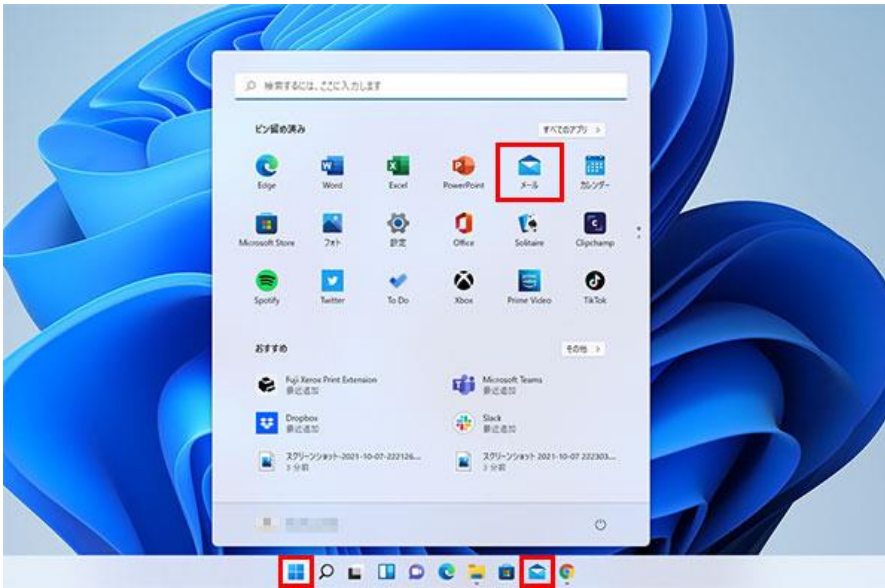 検索するには、ここに入力します
ピン留め済み
すべてのアプリ >
Edge
Word
Excel
PowerPoint
メール
カレンダー
Microsoft Store
フォト
設定
Office
Solitaire
Clipchamp
Spotify
Twitter
To Do
Xbox
Prime Video
TikTok
おすすめ
その他 >
Fuji Xerox Print Extension
最近追加
Microsoft Teams
最近追加
Dropbox
最近追加
Slack
最近追加
スクリーンショット-2021-10-07-222126...
3 分前
スクリーンショット 2021-10-07 222303...
3 分前